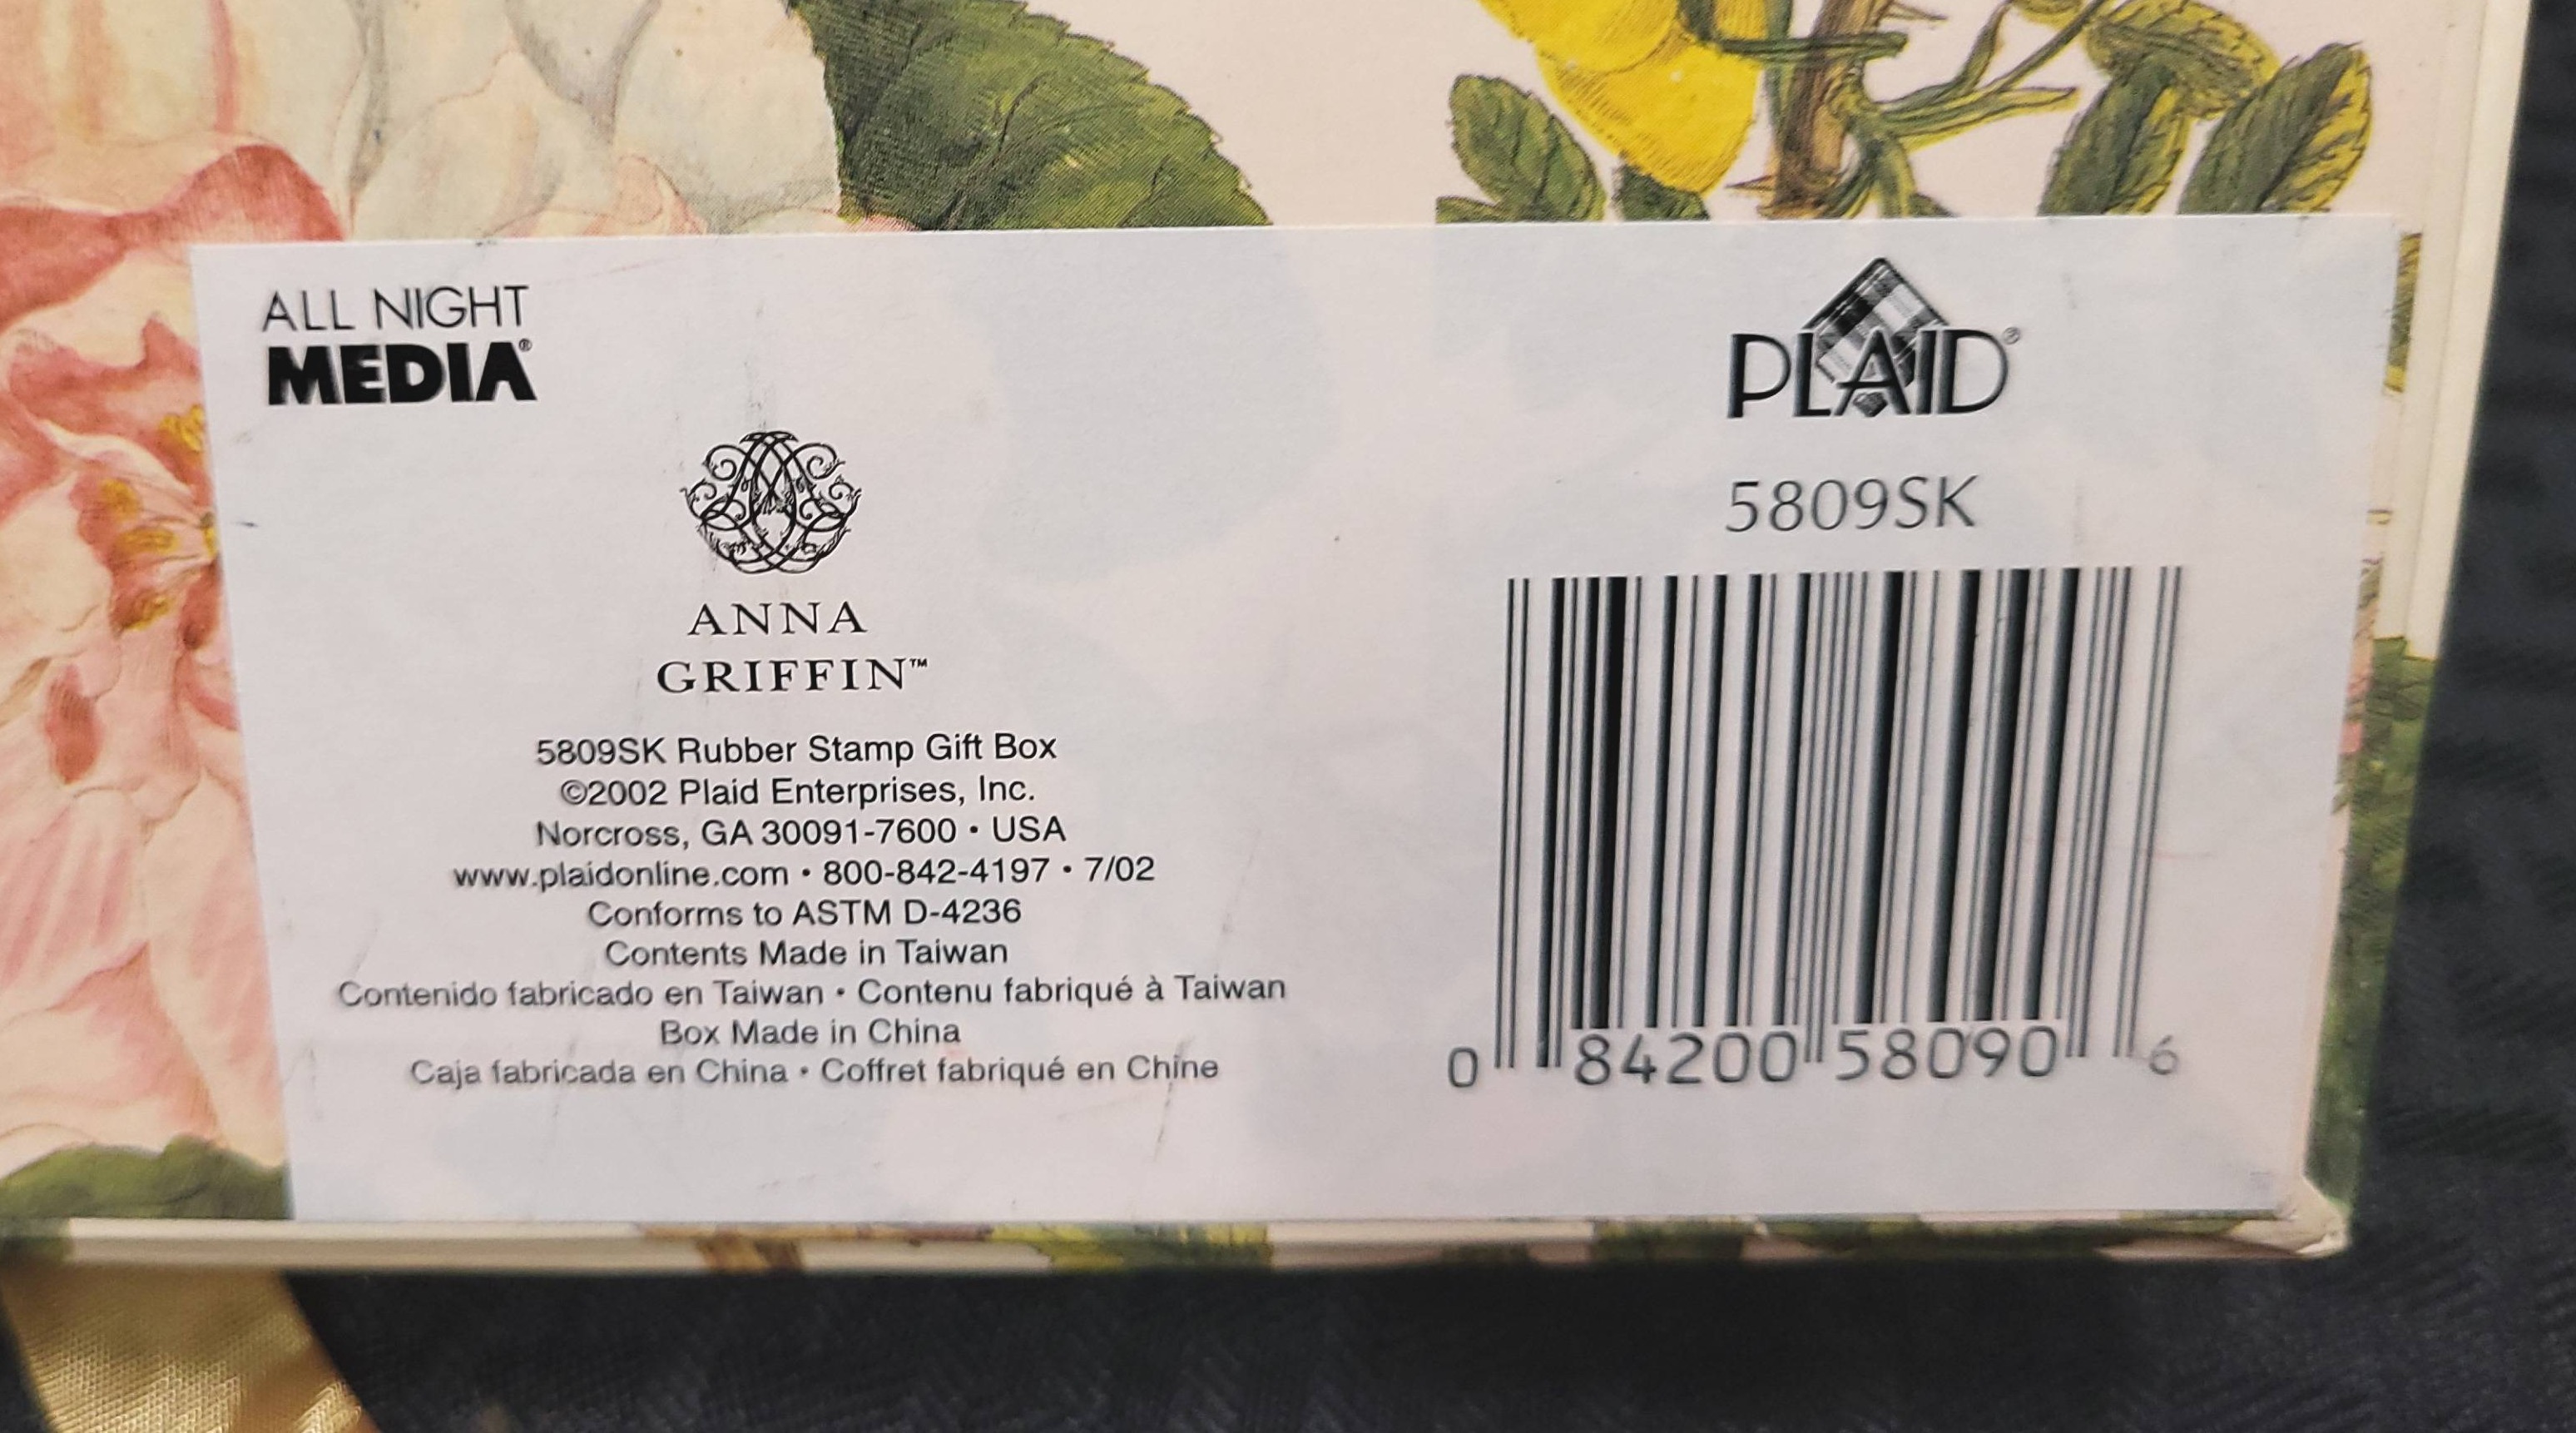 ALL NIGHT
MEDIA®
ANNA
GRIFFIN™
5809SK Rubber Stamp Gift Box
©2002 Plaid Enterprises, Inc.
Norcross, GA 30091-7600 • USA
www.plaidonline.com • 800-842-4197 • 7/02
Conforms to ASTM D-4236
Contents Made in Taiwan
Contenido fabricado en Taiwan • Contenu fabriqué à Taiwan
Box Made in China
Caja fabricada en China • Coffret fabriqué en Chine
PLAID®
5809SK
0 84200 58090 6